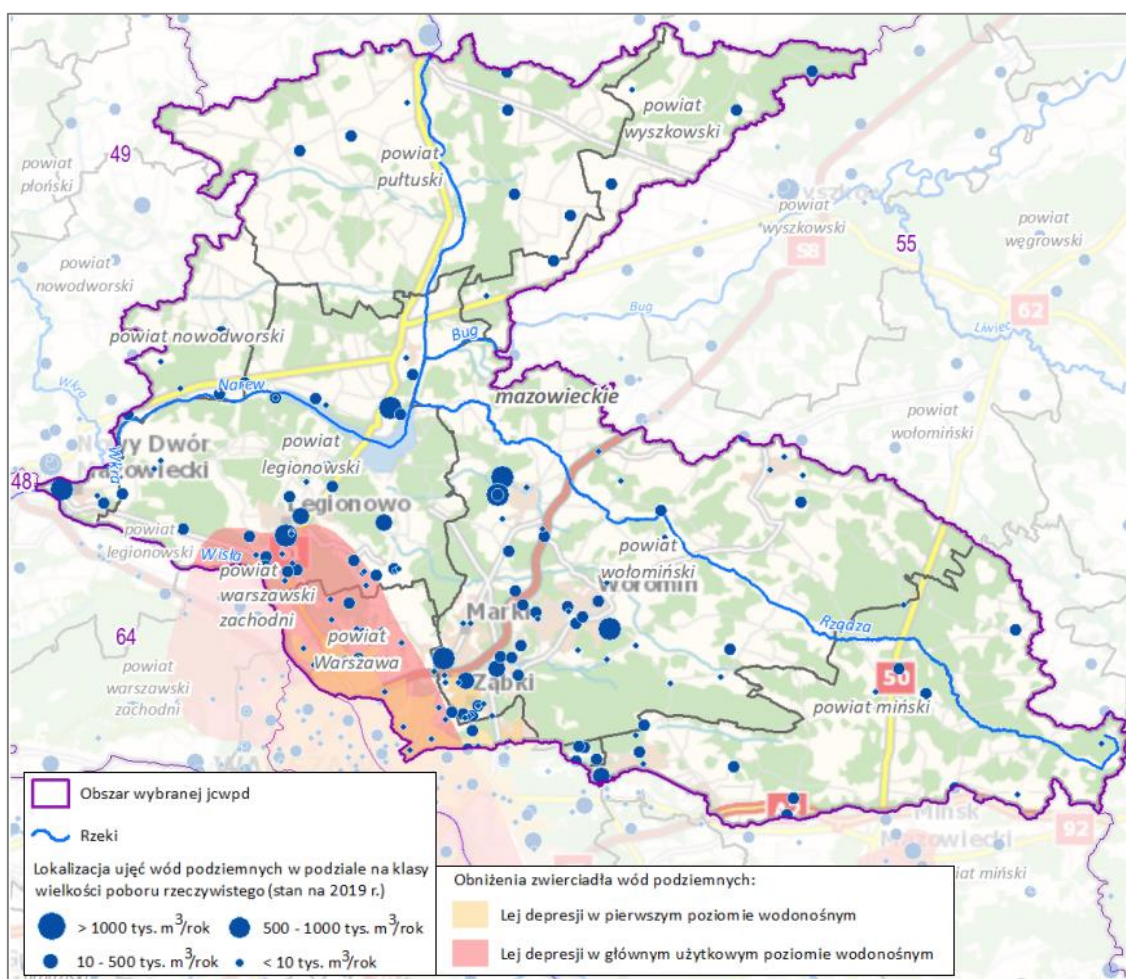 49
powiat
płoński
powiat
pułtuski
powiat
wyszkowski
powiat
wyszkowski
S8
55
powiat
węgrowski
powiat
nowodworski
powiat nowodworski
Bug
Bug
62
Liwiec
Wkra
Narew
mazowieckie
powiat
wołomiński
Nowy Dwór
Mazowiecki
Wkra
48
powiat
legionowski
Legionowo
powiat
legionowski
Wisła
powiat
warszawski
zachodni
powiat
wołomiński
Wołomin
Marki
64
powiat
Warszawa
Rządza
powiat
warszawski
zachodni
Ząbki
50
powiat miński
Mińsk
Mazowiecki
92
powiat miński
Obszar wybranej jcwpd
Rzeki
Lokalizacja ujęć wód podziemnych w podziale na klasy
wielkości poboru rzeczywistego (stan na 2019 r.)
> 1000 tys. m³/rok
500 - 1000 tys. m³/rok
10 - 500 tys. m³/rok
< 10 tys. m³/rok
Obniżenia zwierciadła wód podziemnych:
Lej depresji w pierwszym poziomie wodonośnym
Lej depresji w głównym użytkowym poziomie wodonośnym